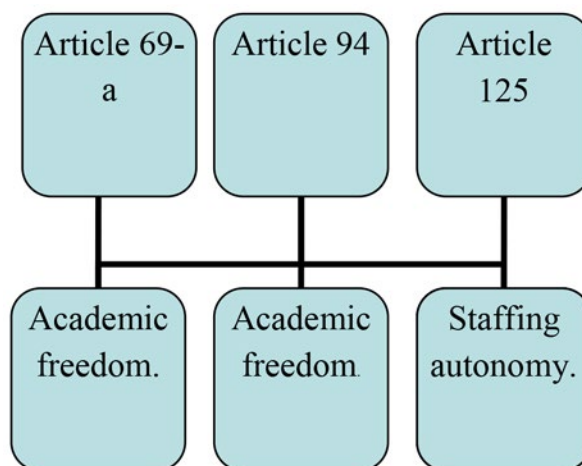 Article 69-
a
Article 94
Article
125
Academic
freedom.
Academic
freedom.
Staffing
autonomy.